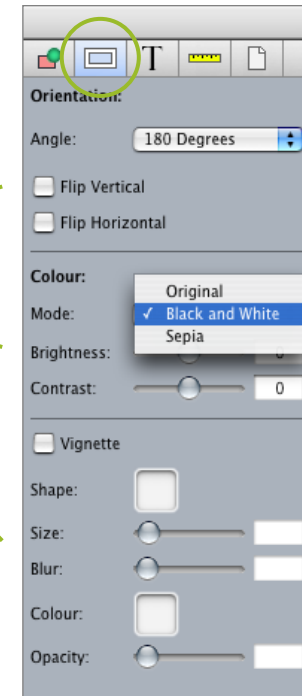 T
Orientation:
Angle: 180 Degrees
Flip Vertical
Flip Horizontal
Colour:
Original
Mode: ✓ Black and White
Sepia
Brightness: 0
Contrast: 0
Vignette
Shape:
Size:
Blur:
Colour:
Opacity: